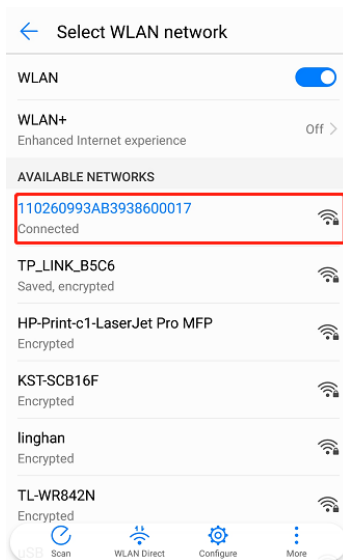 Select WLAN network
WLAN
WLAN+
Enhanced Internet experience
Off
AVAILABLE NETWORKS
110260993AB3938600017
Connected
TP_LINK_B5C6
Saved, encrypted
HP-Print-c1-LaserJet Pro MFP
Encrypted
KST-SCB16F
Encrypted
linghan
Encrypted
TL-WR842N
Encrypted
Scan
WLAN Direct
Configure
More